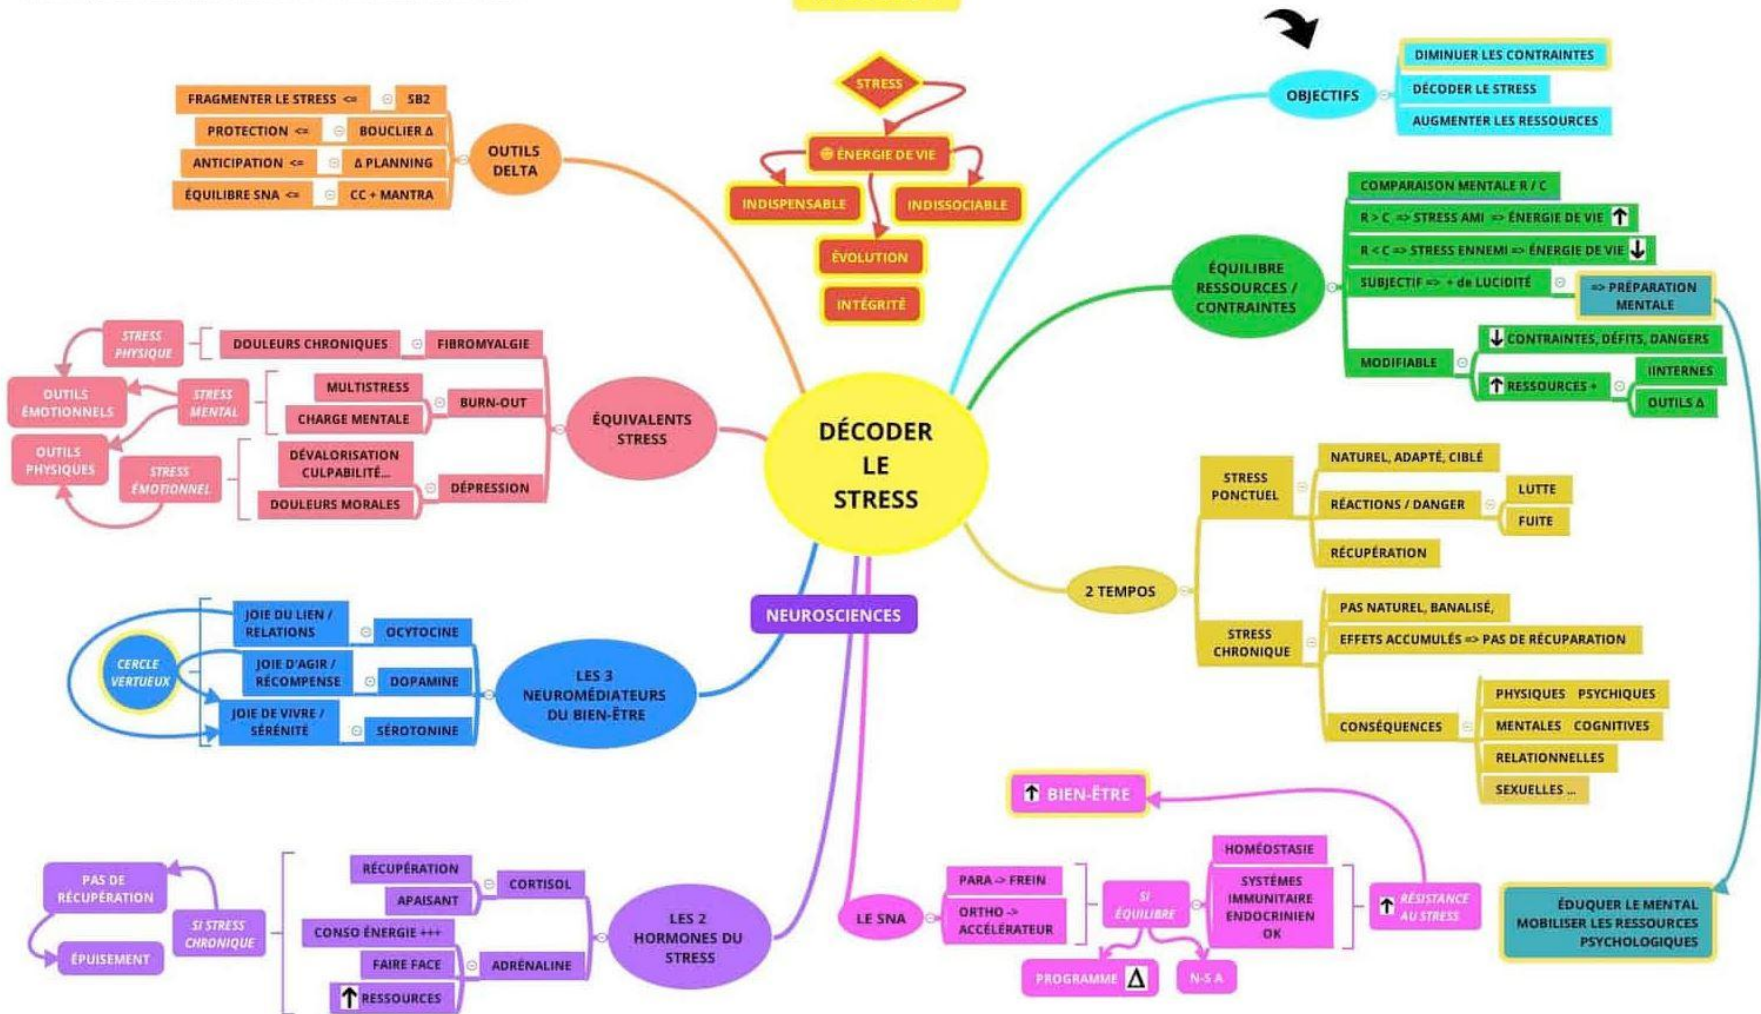 DÉCODER
LE
STRESS
STRESS
ÉNERGIE DE VIE
INDISPENSABLE
INDISSOCIABLE
ÉVOLUTION
INTÉGRITÉ
OBJECTIFS
DIMINUER LES CONTRAINTES
DÉCODER LE STRESS
AUGMENTER LES RESSOURCES
ÉQUILIBRE
RESSOURCES /
CONTRAINTES
COMPARAISON MENTALE R / C
R > C => STRESS AMI => ÉNERGIE DE VIE ↑
R < C => STRESS ENNEMI => ÉNERGIE DE VIE ↓
SUBJECTIF => + de LUCIDITÉ
=> PRÉPARATION
MENTALE
MODIFIABLE
↓ CONTRAINTES, DÉFITS, DANGERS
↑ RESSOURCES +
IINTERNES
OUTILS Δ
2 TEMPOS
STRESS
PONCTUEL
NATUREL, ADAPTÉ, CIBLÉ
RÉACTIONS / DANGER
LUTTE
FUITE
RÉCUPÉRATION
STRESS
CHRONIQUE
PAS NATUREL, BANALISÉ,
EFFETS ACCUMULÉS => PAS DE RÉCUPARATION
CONSÉQUENCES
PHYSIQUES PSYCHIQUES
MENTALES COGNITIVES
RELATIONNELLES
SEXUELLES ...
ÉDUQUER LE MENTAL
MOBILISER LES RESSOURCES
PSYCHOLOGIQUES
NEUROSCIENCES
LE SNA
PARA -> FREIN
ORTHO ->
ACCÉLÉRATEUR
SI
ÉQUILIBRE
PROGRAMME Δ
N-S A
HOMÉOSTASIE
SYSTÈMES
IMMUNITAIRE
ENDOCRINIEN
OK
↑ RÉSISTANCE
AU STRESS
↑ BIEN-ÊTRE
LES 2
HORMONES DU
STRESS
CORTISOL
RÉCUPÉRATION
APAISANT
ADRÉNALINE
CONSO ÉNERGIE +++
FAIRE FACE
↑ RESSOURCES
SI STRESS
CHRONIQUE
PAS DE
RÉCUPÉRATION
ÉPUISEMENT
LES 3
NEUROMÉDIATEURS
DU BIEN-ÊTRE
OCYTOCINE
JOIE DU LIEN /
RELATIONS
DOPAMINE
JOIE D'AGIR /
RÉCOMPENSE
SÉROTONINE
JOIE DE VIVRE /
SÉRÉNITÉ
CERCLE
VERTUEUX
ÉQUIVALENTS
STRESS
FIBROMYALGIE
DOULEURS CHRONIQUES
STRESS
PHYSIQUE
BURN-OUT
MULTISTRESS
CHARGE MENTALE
STRESS
MENTAL
DÉPRESSION
DÉVALORISATION
CULPABILITÉ...
DOULEURS MORALES
STRESS
ÉMOTIONNEL
OUTILS
ÉMOTIONNELS
OUTILS
PHYSIQUES
OUTILS
DELTA
FRAGMENTER LE STRESS <= SB2
PROTECTION <= BOUCLIER Δ
ANTICIPATION <= Δ PLANNING
ÉQUILIBRE SNA <= CC + MANTRA